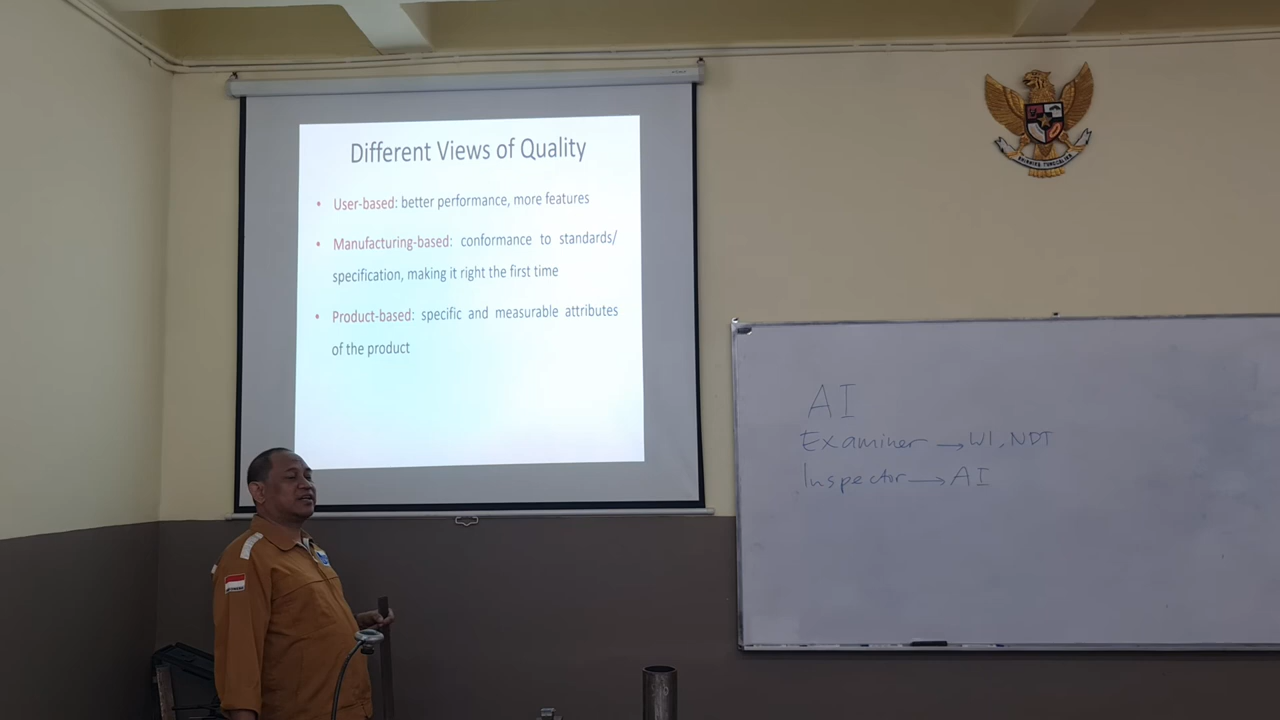 Different Views of Quality
• User-based: better performance, more features
• Manufacturing-based: conformance to standards/
specification, making it right the first time
• Product-based: specific and measurable attributes
of the product
AI
Examiner → WI, NDT
Inspector → AI